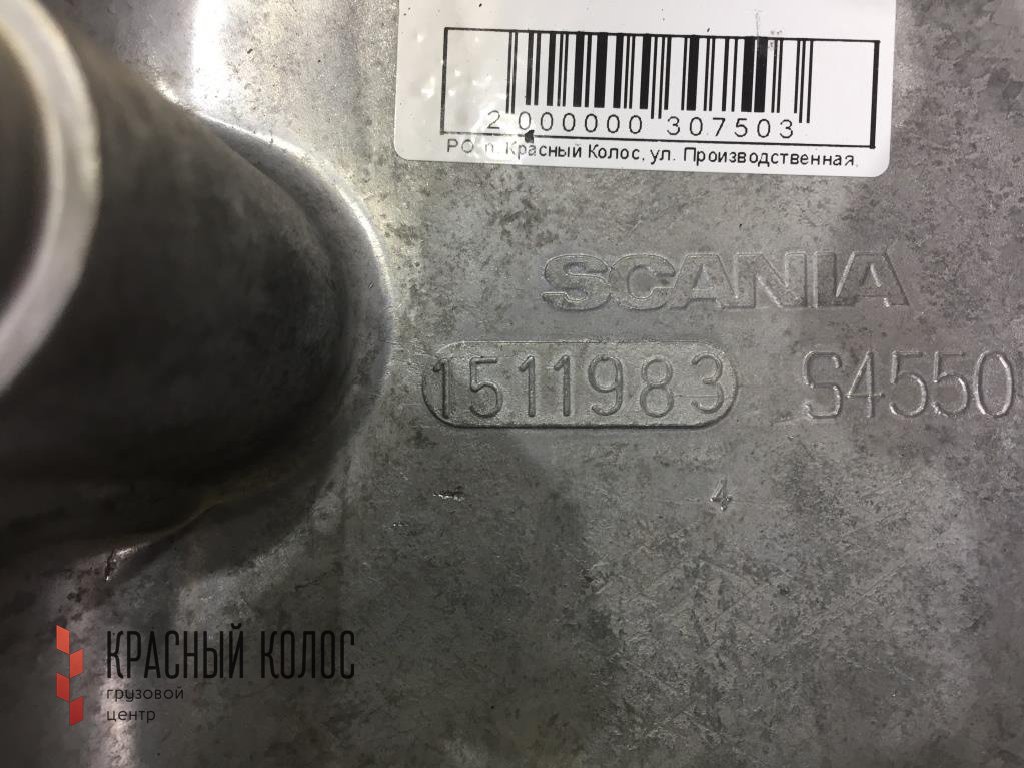 2 000000 307503
РО, п. Красный Колос, ул. Производственная,
SCANIA
1511983 S4550
4
КРАСНЫЙ КОЛОС
грузовой
центр